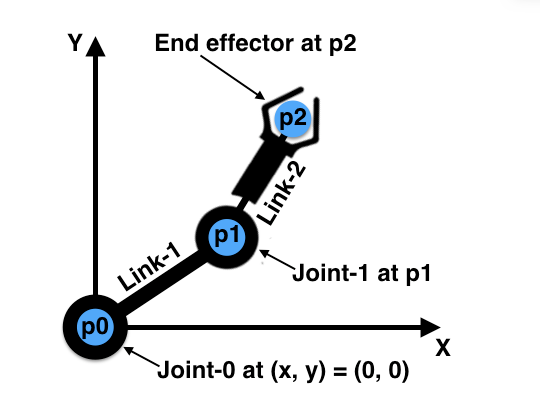 Y
End effector at p2
p2
Link-2
p1
Link-1
Joint-1 at p1
p0
X
Joint-0 at (x, y) = (0, 0)